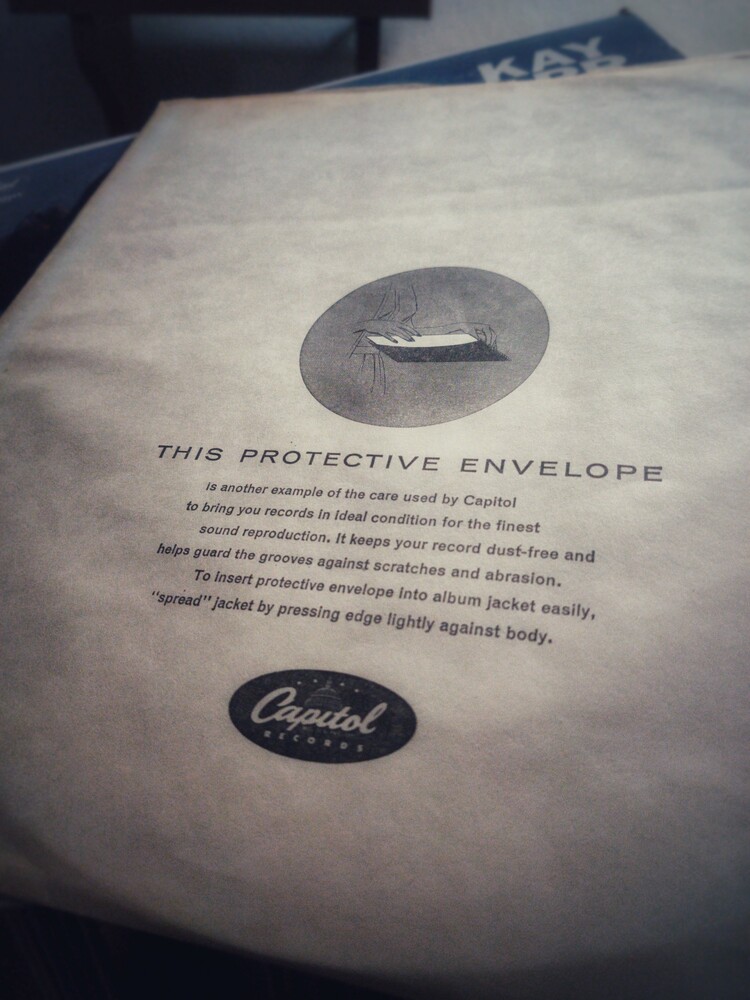 KAY
THIS PROTECTIVE ENVELOPE
is another example of the care used by Capitol
to bring you records in ideal condition for the finest
sound reproduction. It keeps your record dust-free and
helps guard the grooves against scratches and abrasion.
To insert protective envelope into album jacket easily,
"spread" jacket by pressing edge lightly against body.
Capitol
RECORDS